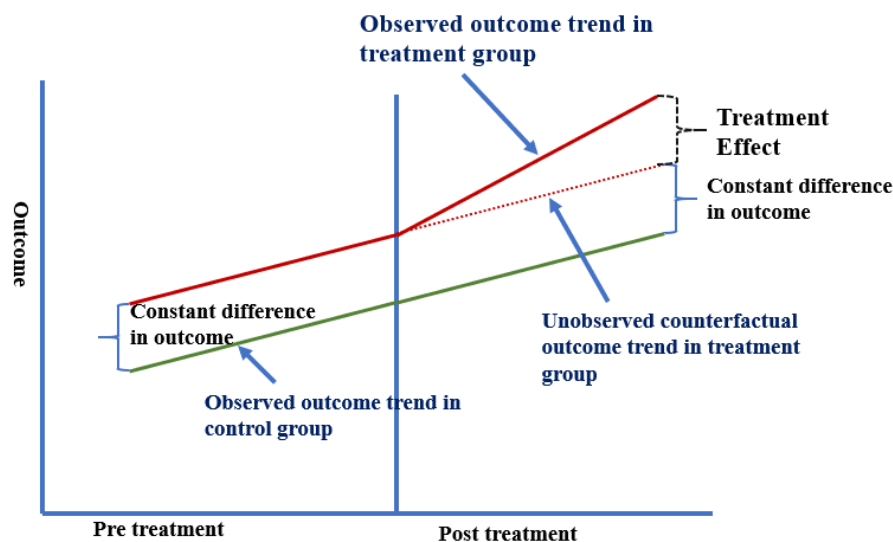 Observed outcome trend in
treatment group
Treatment
Effect
Constant difference
in outcome
Outcome
Constant difference
in outcome
Unobserved counterfactual
outcome trend in treatment
group
Observed outcome trend in
control group
Pre treatment
Post treatment